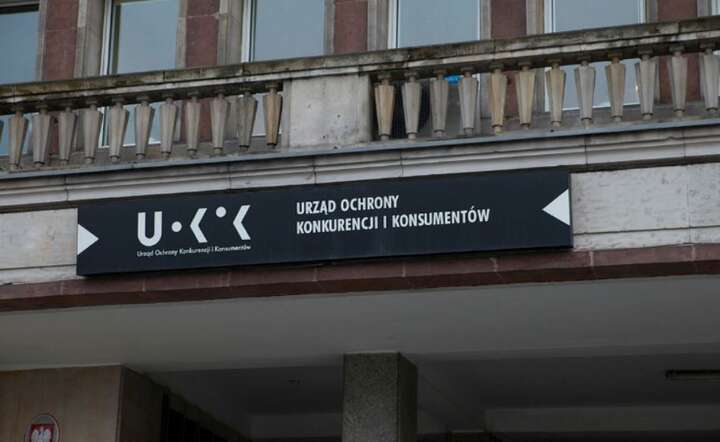 U·K·K
Urząd Ochrony Konkurencji i Konsumentów
URZĄD OCHRONY
KONKURENCJI I KONSUMENTÓW